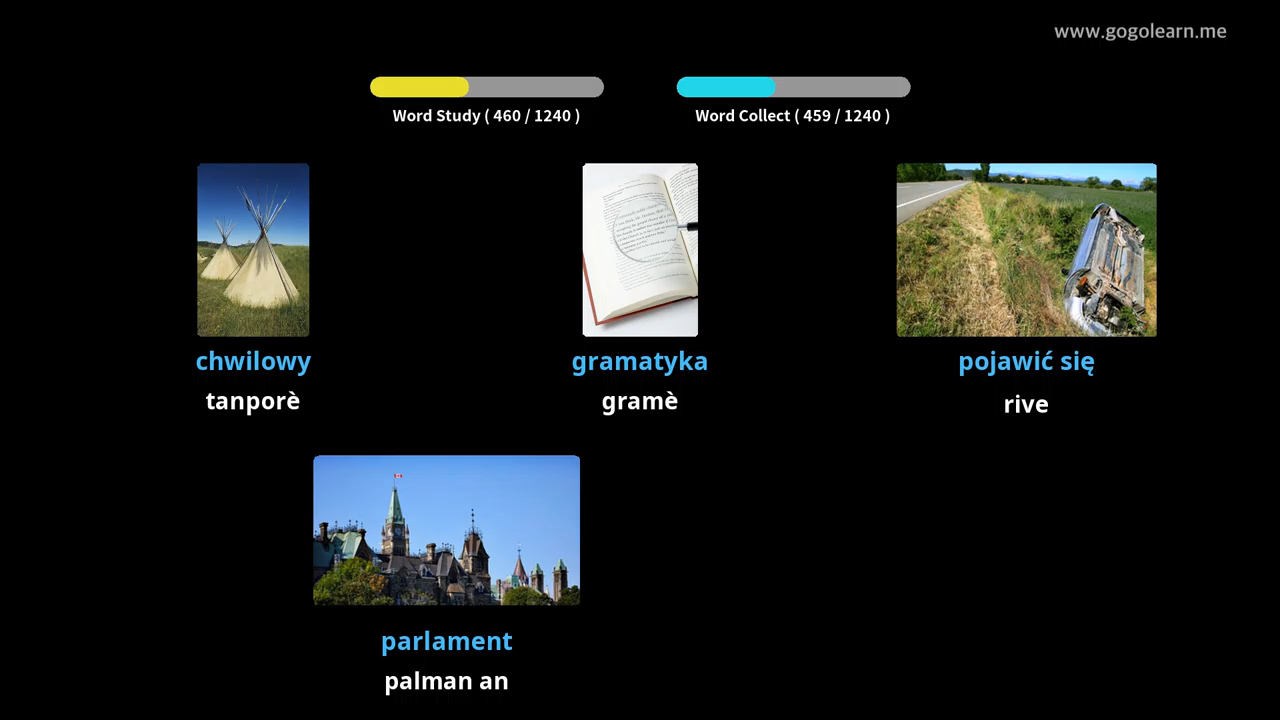 www.gogolearn.me
Word Study ( 460 / 1240 )
Word Collect ( 459 / 1240 )
chwilowy
gramatyka
pojawić się
tanporè
gramè
rive
parlament
palman an